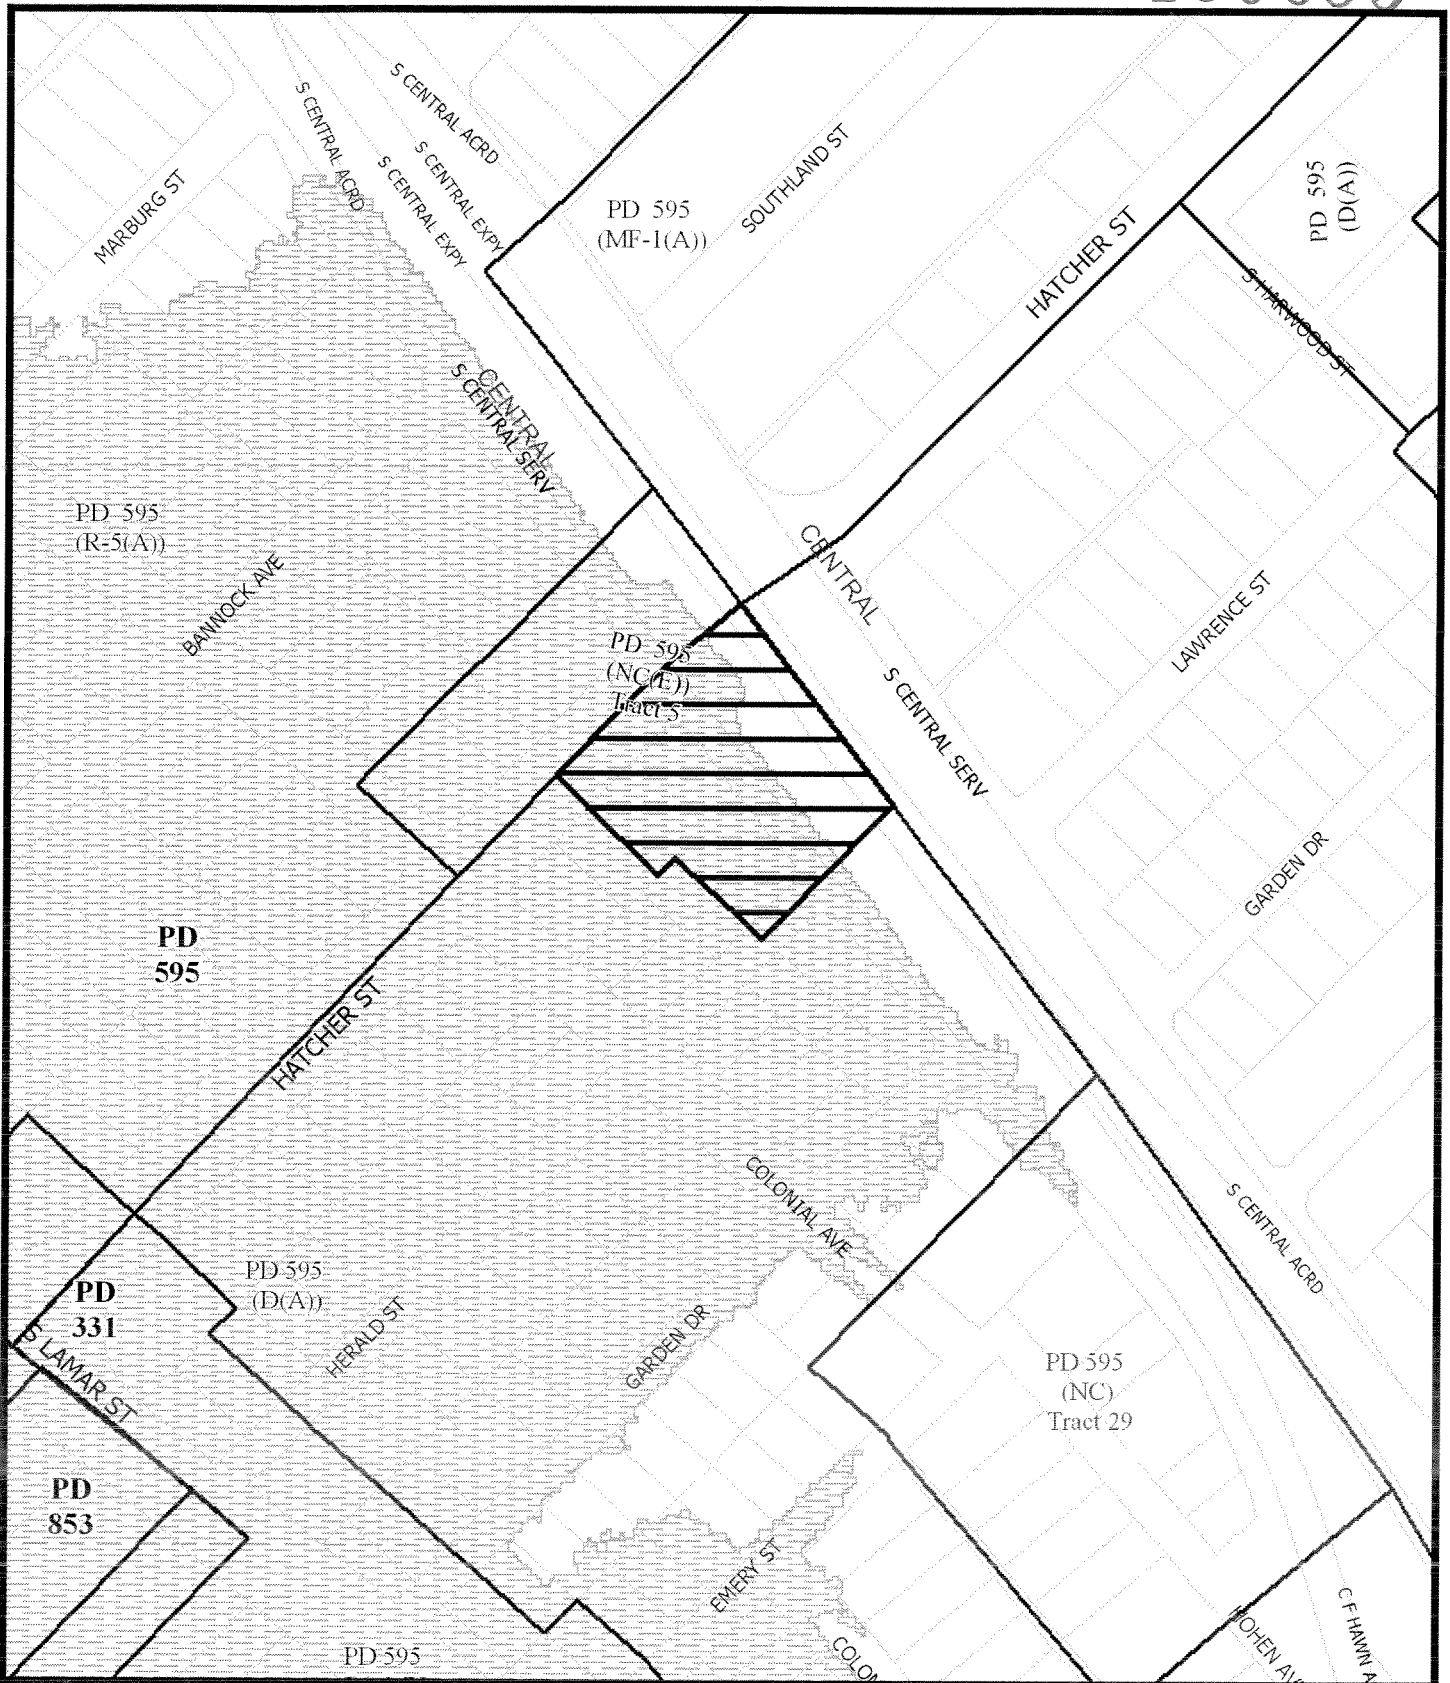 S CENTRAL ACRD
S CENTRAL ACRD
S CENTRAL EXPY
S CENTRAL EXPY
MARBURG ST
PD 595
(MF-1(A))
SOUTHLAND ST
HATCHER ST
PD 595
(D(A))
S HARWOOD ST
CENTRAL
S CENTRAL SERV
PD 595
(R-5(A))
BANNOCK AVE
CENTRAL
LAWRENCE ST
PD 595
(NC(E))
Tract 5
S CENTRAL SERV
GARDEN DR
PD
595
HATCHER ST
COLONIAL AVE
S CENTRAL ACRD
PD 595
(D(A))
PD
331
HERALD ST
S LAMAR ST
GARDEN DR
PD 595
(NC)
Tract 29
PD
853
EMERY ST
PD 595